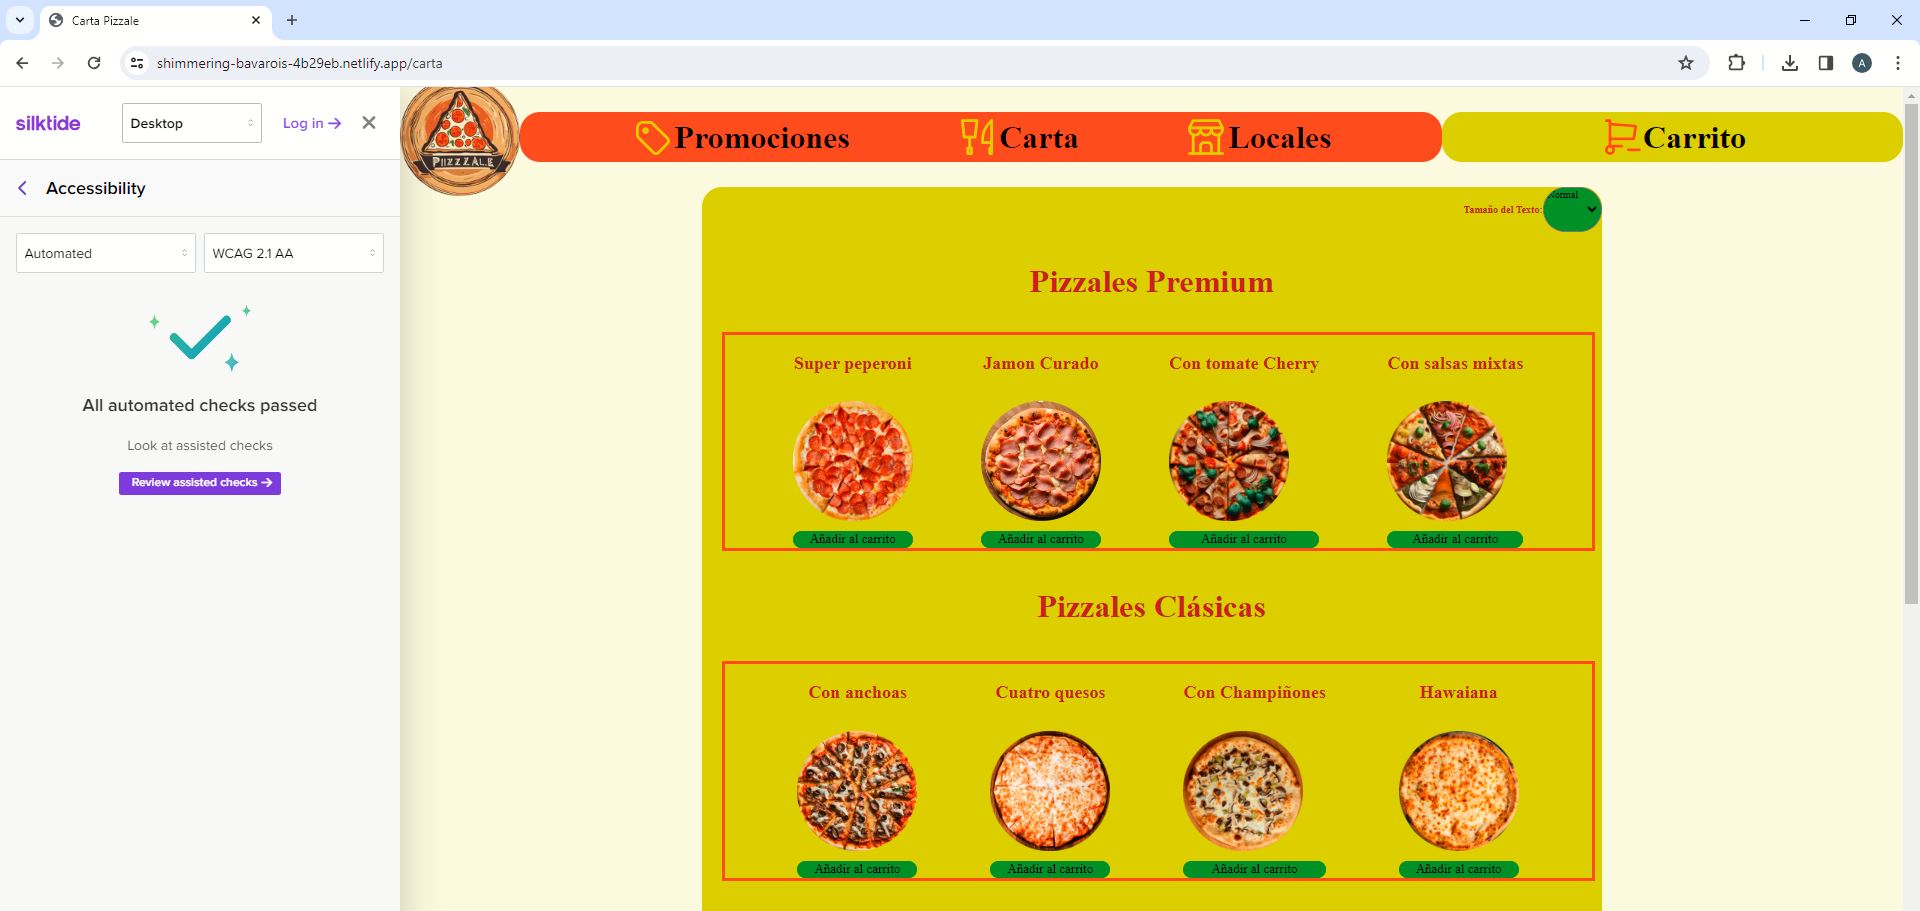 Carta Pizzale
shimmering-bavarois-4b29eb.netlify.app/carta
A
silktide
Desktop
Log in →
Accessibility
Automated
WCAG 2.1 AA
All automated checks passed
Look at assisted checks
Review assisted checks →
PIIZZZALE
Promociones
Carta
Locales
Carrito
Tamaño del Texto:
Normal
Pizzales Premium
Super peperoni
Jamon Curado
Con tomate Cherry
Con salsas mixtas
Añadir al carrito
Añadir al carrito
Añadir al carrito
Añadir al carrito
Pizzales Clásicas
Con anchoas
Cuatro quesos
Con Champiñones
Hawaiana
Añadir al carrito
Añadir al carrito
Añadir al carrito
Añadir al carrito